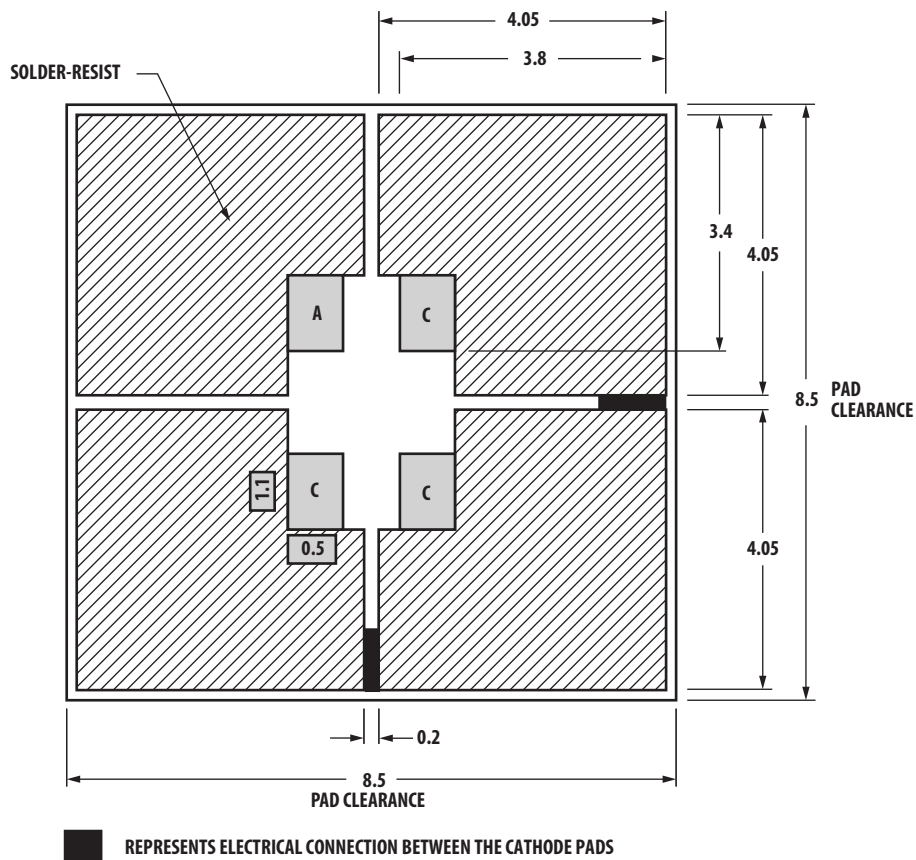 4.05
3.8
SOLDER-RESIST
3.4
4.05
A
C
8.5 PAD
CLEARANCE
1.1
C
C
0.5
4.05
0.2
8.5
PAD CLEARANCE
REPRESENTS ELECTRICAL CONNECTION BETWEEN THE CATHODE PADS